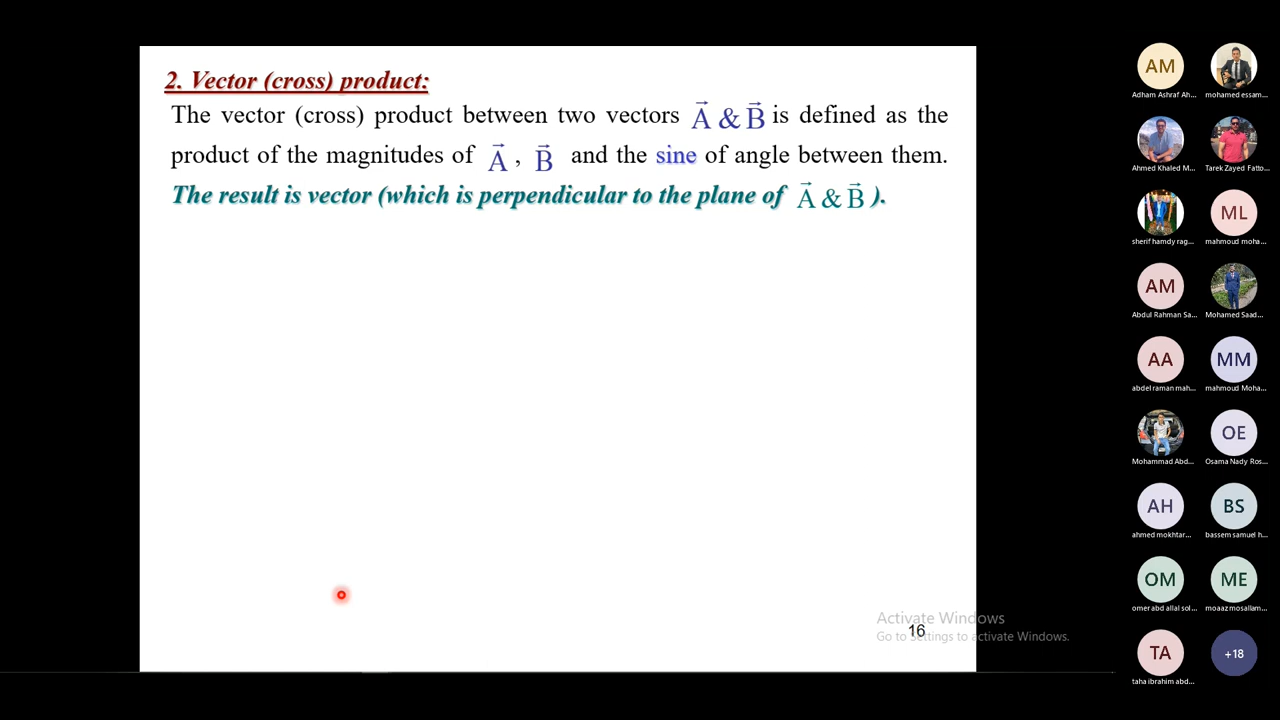 2. Vector (cross) product:
The vector (cross) product between two vectors A⃗ & B⃗ is defined as the
product of the magnitudes of A⃗ , B⃗ and the sine of angle between them.
The result is vector (which is perpendicular to the plane of A⃗ & B⃗ ).
16
Activate Windows
Go to Settings to activate Windows.
AM
Adham Ashraf Ah...
mohamed essam...
Ahmed Khaled M...
Tarek Zayed Fatto...
sherif hamdy rag...
ML
mahmoud moha...
AM
Abdul Rahman Sa...
Mohamed Saad...
AA
abdel raman mah...
MM
mahmoud Moha...
Mohammad Abd...
OE
Osama Nady Ros...
AH
ahmed mokhtar...
BS
bassem samuel h...
OM
omer abd allal sol...
ME
moaaz mosallam...
TA
taha ibrahim abd...
+18